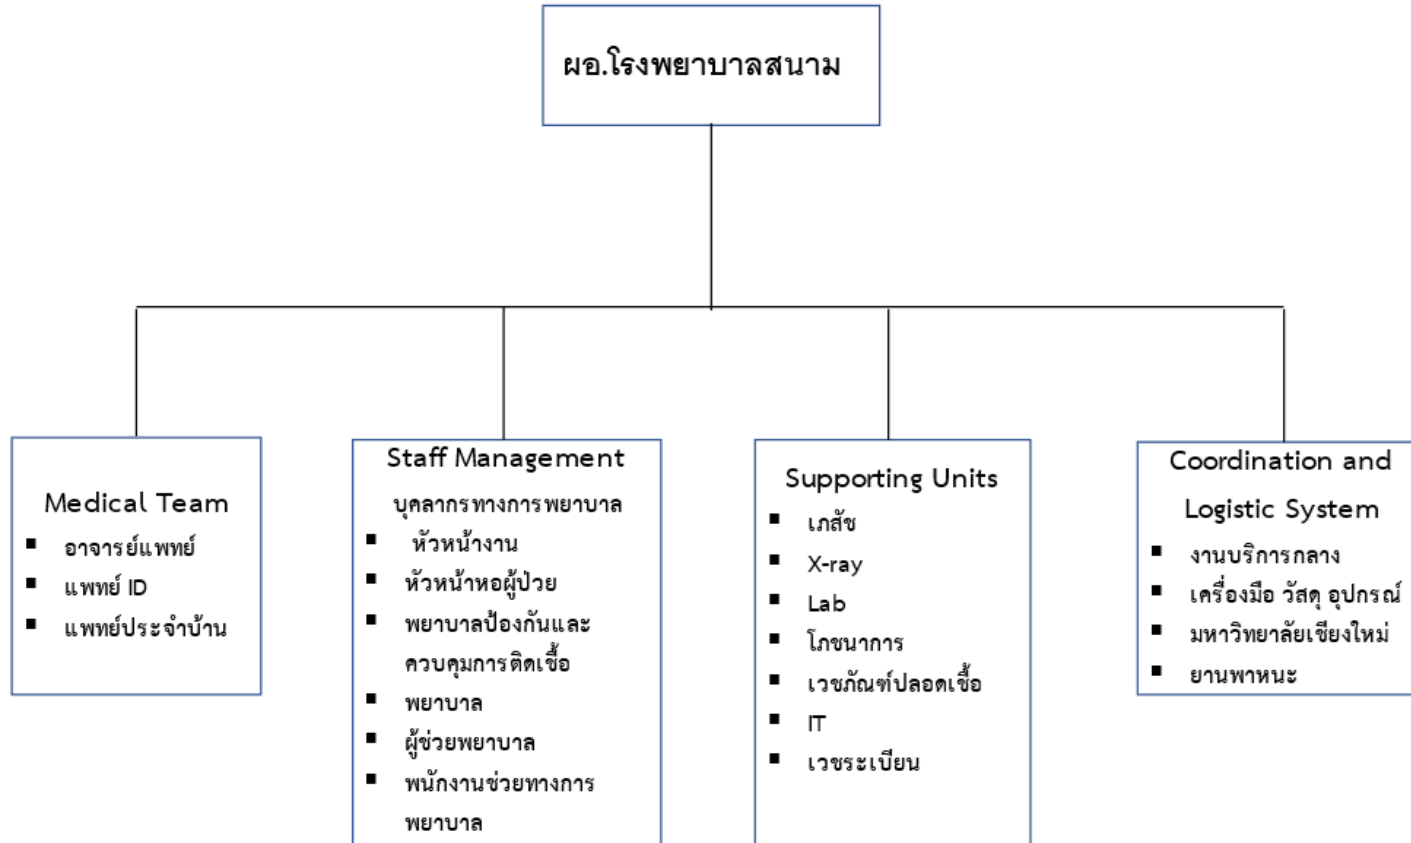 ผอ.โรงพยาบาลสนาม
Medical Team
▪ อาจารย์แพทย์
▪ แพทย์ ID
▪ แพทย์ประจำบ้าน
Staff Management
บุคลากรทางการพยาบาล
▪ หัวหน้างาน
▪ หัวหน้าหอผู้ป่วย
▪ พยาบาลป้องกันและ
ควบคุมการติดเชื้อ
▪ พยาบาล
▪ ผู้ช่วยพยาบาล
▪ พนักงานช่วยทางการ
พยาบาล
Supporting Units
▪ เภสัช
▪ X-ray
▪ Lab
▪ โภชนาการ
▪ เวชภัณฑ์ปลอดเชื้อ
▪ IT
▪ เวชระเบียน
Coordination and
Logistic System
▪ งานบริการกลาง
▪ เครื่องมือ วัสดุ อุปกรณ์
▪ มหาวิทยาลัยเชียงใหม่
▪ ยานพาหนะ